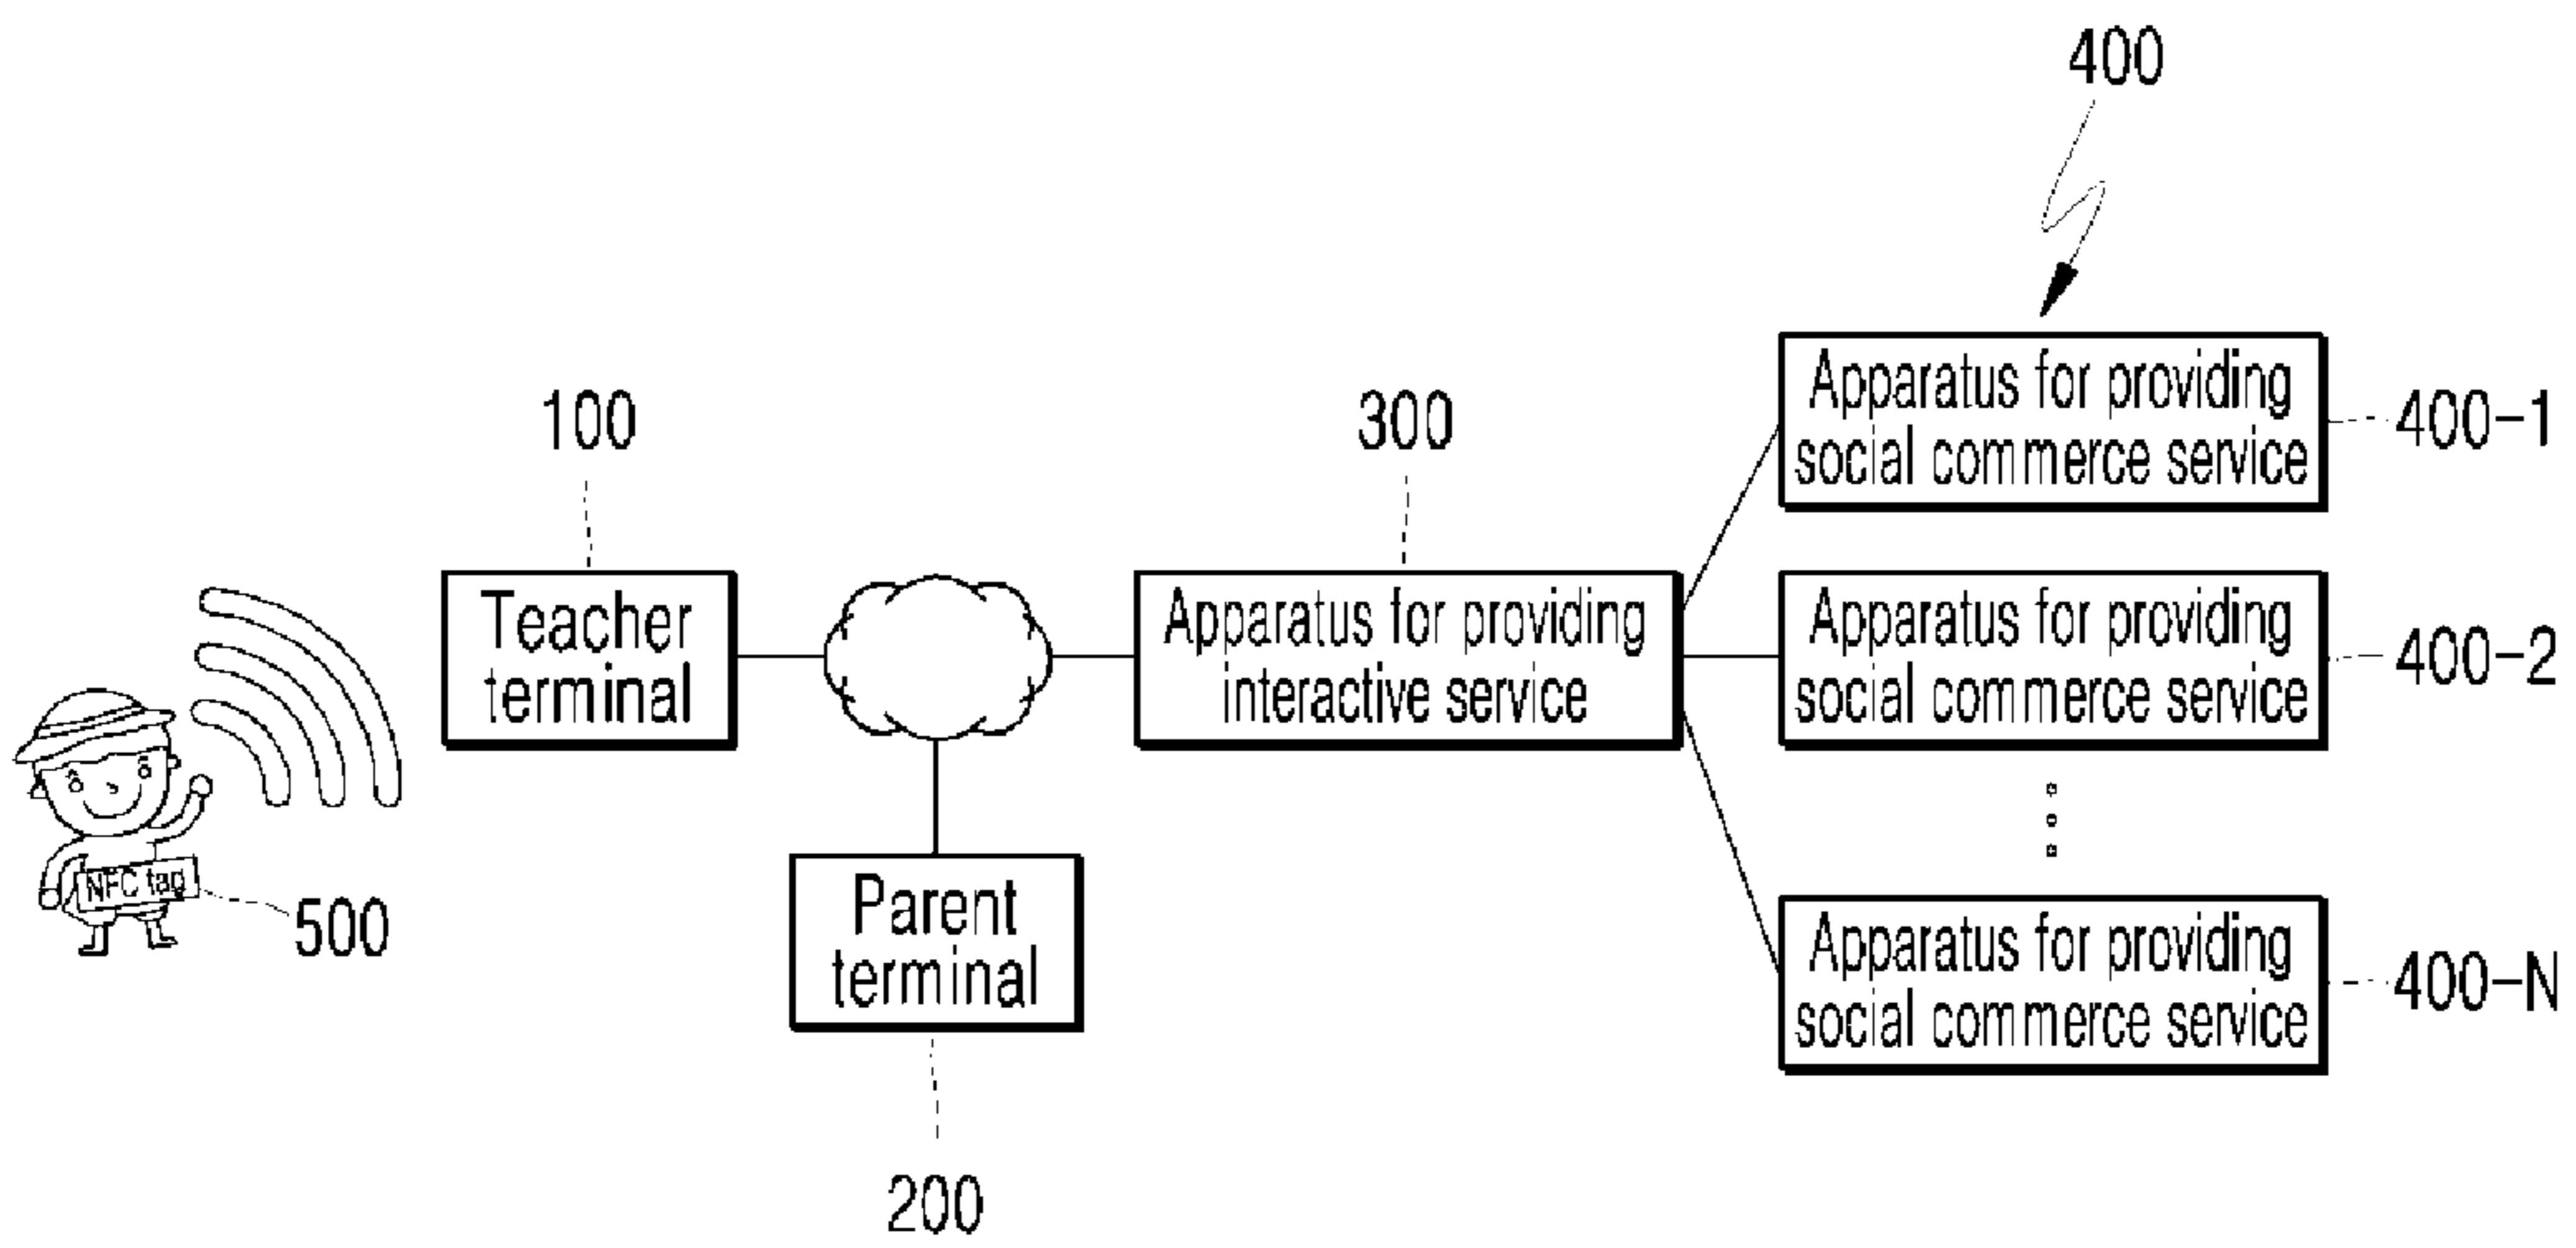 400
100
300
Apparatus for providing
social commerce service
400-1
Teacher
terminal
Apparatus for providing
interactive service
Apparatus for providing
social commerce service
400-2
NFC tag
500
Parent
terminal
Apparatus for providing
social commerce service
400-N
200